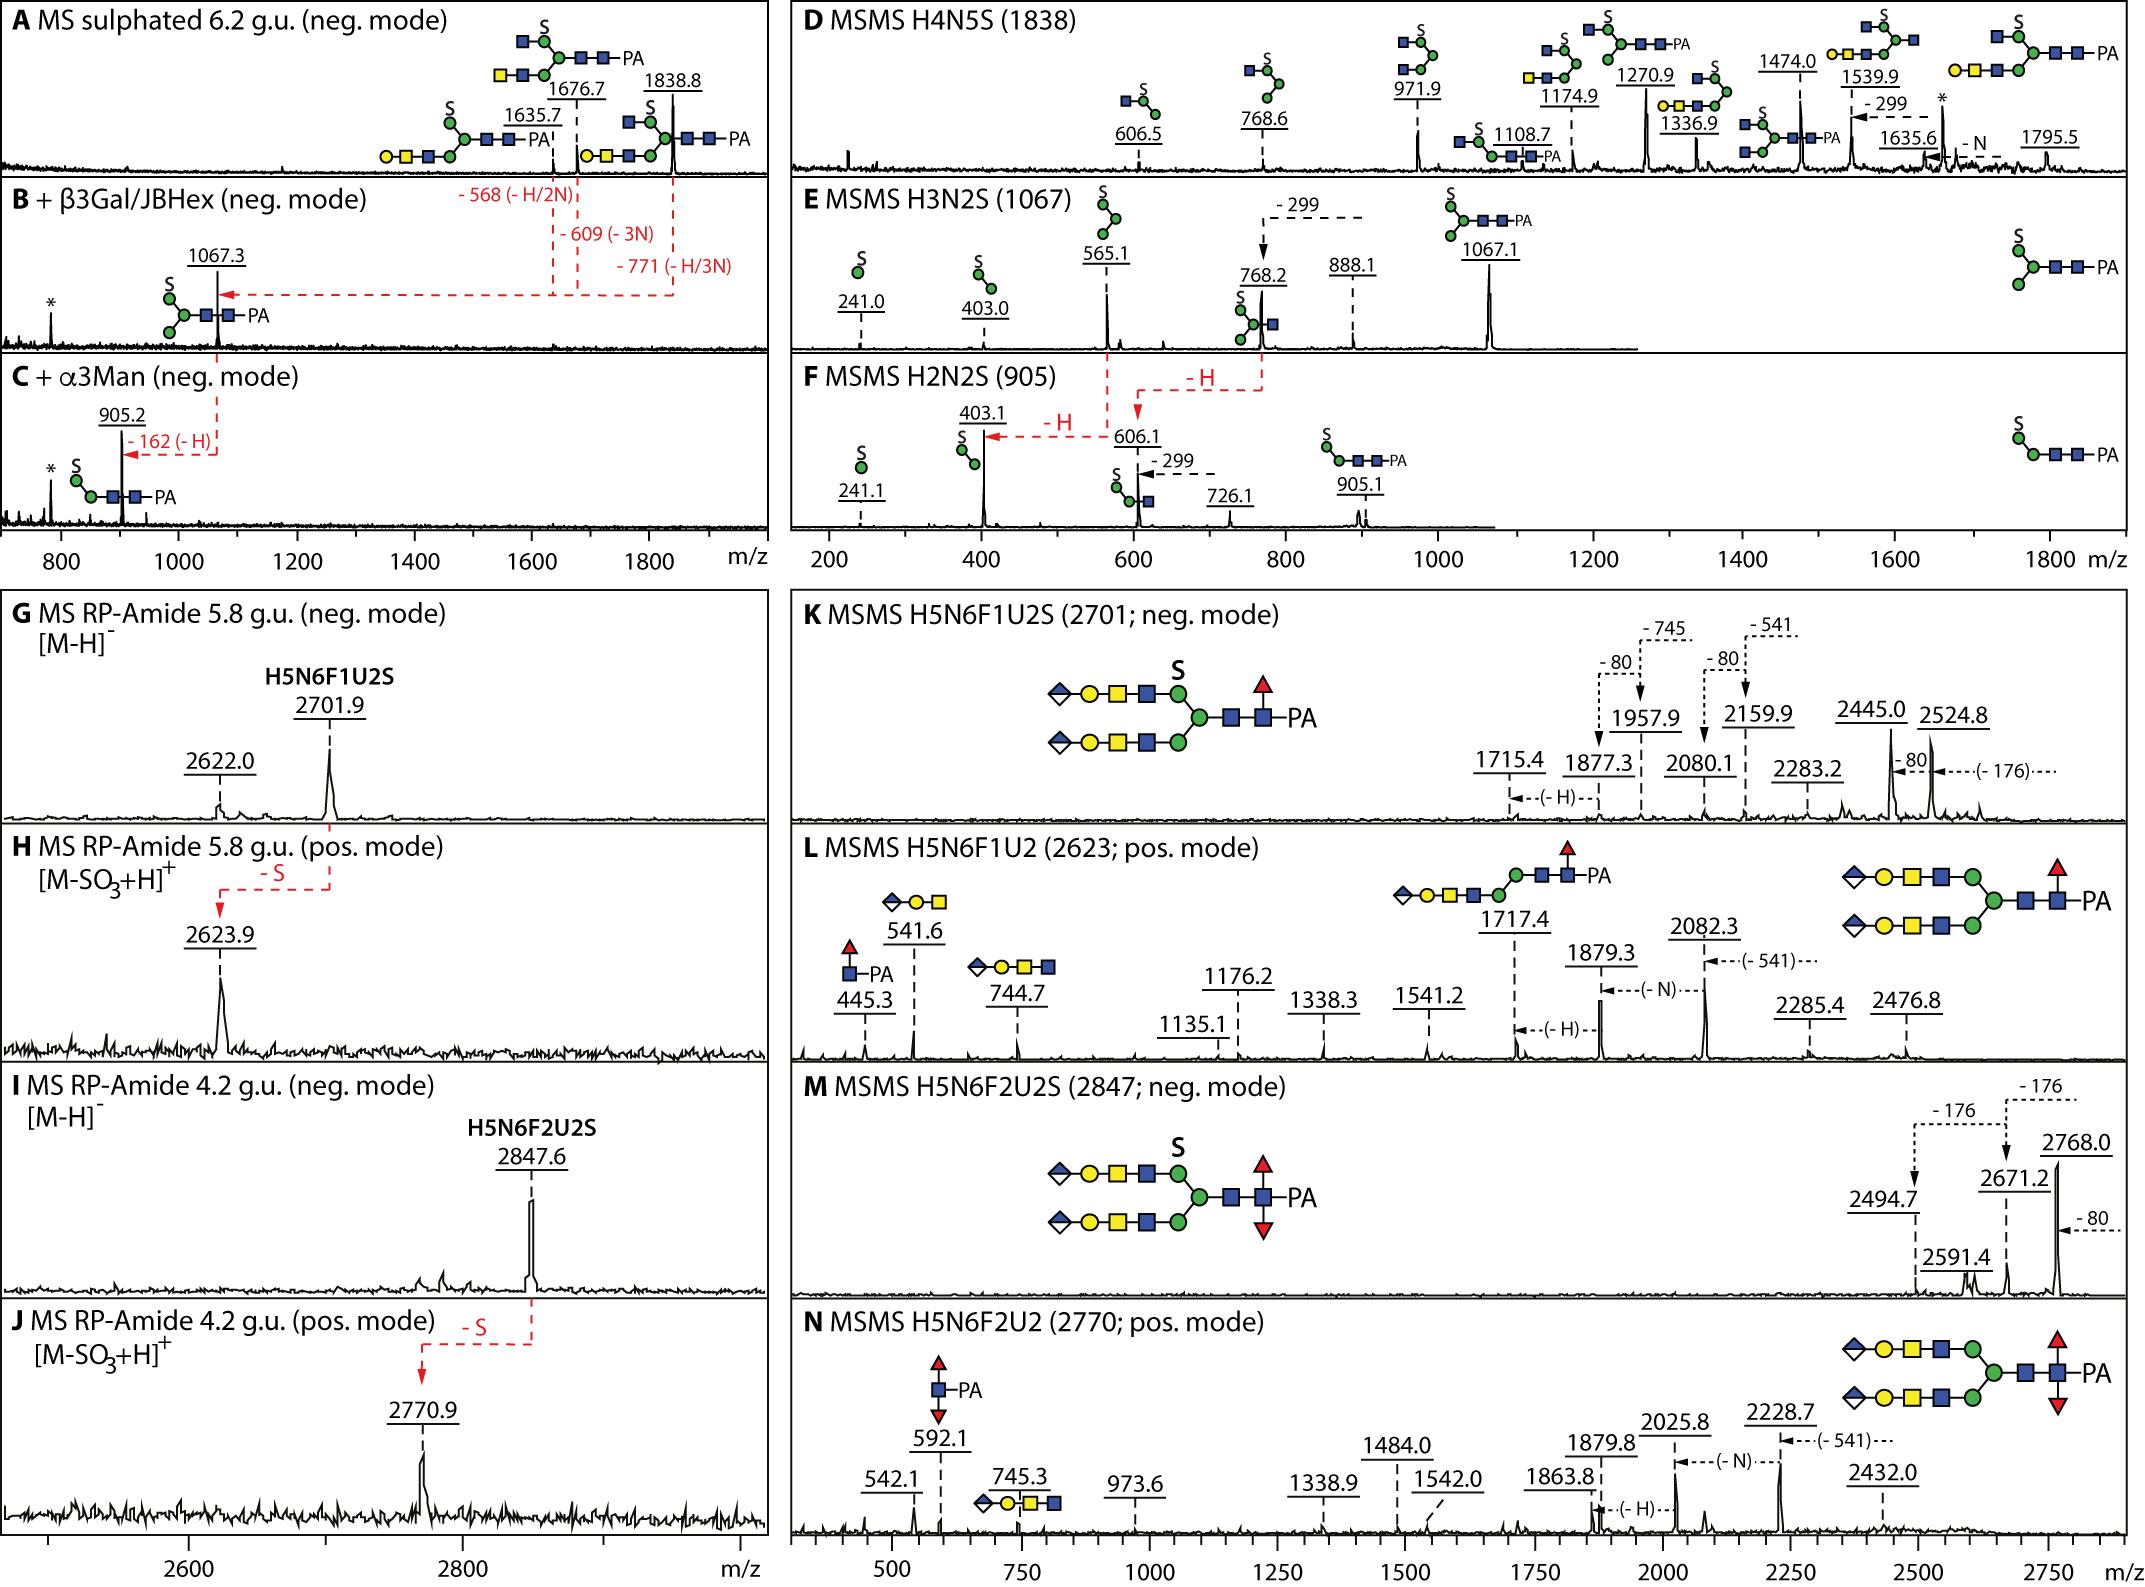 A MS sulphated 6.2 g.u. (neg. mode)
S
PA
1676.7
1838.8
S
1635.7
S
PA
PA
B + β3Gal/JBHex (neg. mode)
- 568 (- H/2N)
- 609 (- 3N)
- 771 (- H/3N)
1067.3
S
*
PA
C + α3Man (neg. mode)
905.2
- 162 (- H)
*
S
PA
800 1000 1200 1400 1600 1800 m/z
D MSMS H4N5S (1838)
S
606.5
S
768.6
S
971.9
S
1174.9
S
PA
1270.9
S
1108.7
PA
S
1336.9
1474.0
S
PA
S
1539.9
- 299
*
1635.6
- N
1795.5
S
PA
E MSMS H3N2S (1067)
S
241.0
S
403.0
S
565.1
- 299
768.2
S
888.1
S
PA
1067.1
S
PA
F MSMS H2N2S (905)
- H
- H
S
241.1
403.1
S
606.1
- 299
S
726.1
S
PA
905.1
S
PA
200 400 600 800 1000 1200 1400 1600 1800 m/z
G MS RP-Amide 5.8 g.u. (neg. mode)
[M-H]-
H5N6F1U2S
2701.9
2622.0
H MS RP-Amide 5.8 g.u. (pos. mode)
[M-SO3+H]+
- S
2623.9
I MS RP-Amide 4.2 g.u. (neg. mode)
[M-H]-
H5N6F2U2S
2847.6
J MS RP-Amide 4.2 g.u. (pos. mode)
[M-SO3+H]+
- S
2770.9
2600 2800 m/z
K MSMS H5N6F1U2S (2701; neg. mode)
S
PA
- 745
- 541
- 80
- 80
1715.4
1877.3
1957.9
2080.1
2159.9
2283.2
2445.0
2524.8
(- H)
- 80
(- 176)
L MSMS H5N6F1U2 (2623; pos. mode)
PA
445.3
541.6
744.7
1135.1
1176.2
1338.3
1541.2
PA
1717.4
(- H)
1879.3
(- N)
2082.3
(- 541)
2285.4
2476.8
PA
M MSMS H5N6F2U2S (2847; neg. mode)
S
PA
- 176
- 176
2494.7
2591.4
2671.2
2768.0
- 80
N MSMS H5N6F2U2 (2770; pos. mode)
PA
542.1
592.1
745.3
973.6
1338.9
1484.0
1542.0
1863.8
1879.8
(- H)
2025.8
(- N)
2228.7
(- 541)
2432.0
PA
500 750 1000 1250 1500 1750 2000 2250 2500 2750 m/z